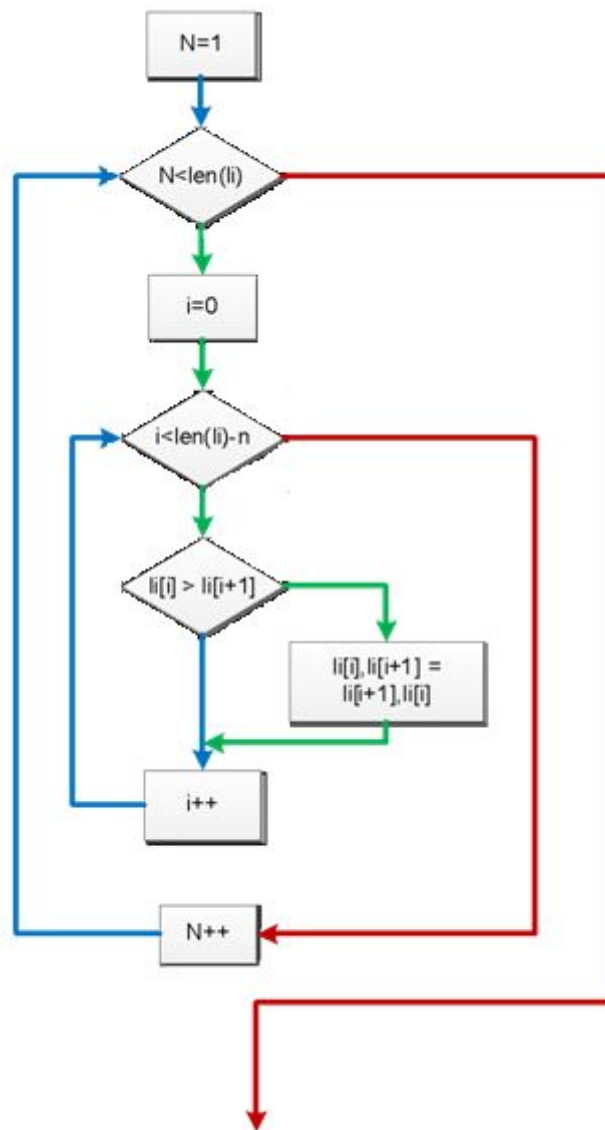 N=1
N<len(li)
i=0
i<len(li)-n
li[i] > li[i+1]
li[i],li[i+1] =
li[i+1],li[i]
i++
N++